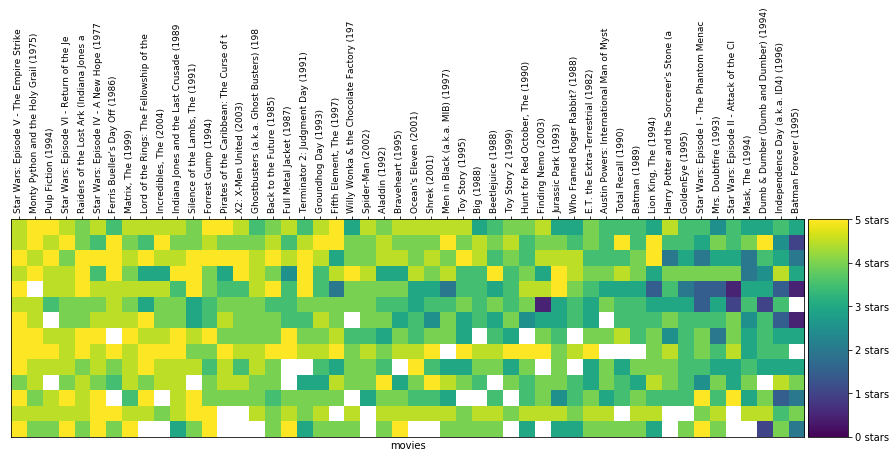 Star Wars: Episode V - The Empire Strike
Monty Python and the Holy Grail (1975)
Pulp Fiction (1994)
Star Wars: Episode VI - Return of the Je
Raiders of the Lost Ark (Indiana Jones a
Star Wars: Episode IV - A New Hope (1977
Ferris Bueller's Day Off (1986)
Matrix, The (1999)
Lord of the Rings: The Fellowship of the
Incredibles, The (2004)
Indiana Jones and the Last Crusade (1989
Silence of the Lambs, The (1991)
Forrest Gump (1994)
Pirates of the Caribbean: The Curse of t
X2: X-Men United (2003)
Ghostbusters (a.k.a. Ghost Busters) (198
Back to the Future (1985)
Full Metal Jacket (1987)
Terminator 2: Judgment Day (1991)
Groundhog Day (1993)
Fifth Element, The (1997)
Willy Wonka & the Chocolate Factory (197
Spider-Man (2002)
Aladdin (1992)
Braveheart (1995)
Ocean's Eleven (2001)
Shrek (2001)
Men in Black (a.k.a. MIB) (1997)
Toy Story (1995)
Big (1988)
Beetlejuice (1988)
Toy Story 2 (1999)
Hunt for Red October, The (1990)
Finding Nemo (2003)
Jurassic Park (1993)
Who Framed Roger Rabbit? (1988)
E.T. the Extra-Terrestrial (1982)
Austin Powers: International Man of Myst
Total Recall (1990)
Batman (1989)
Lion King, The (1994)
Harry Potter and the Sorcerer's Stone (a
GoldenEye (1995)
Star Wars: Episode I - The Phantom Menac
Mrs. Doubtfire (1993)
Star Wars: Episode II - Attack of the Cl
Mask, The (1994)
Dumb & Dumber (Dumb and Dumber) (1994)
Independence Day (a.k.a. ID4) (1996)
Batman Forever (1995)
5 stars
4 stars
3 stars
2 stars
1 stars
0 stars
movies